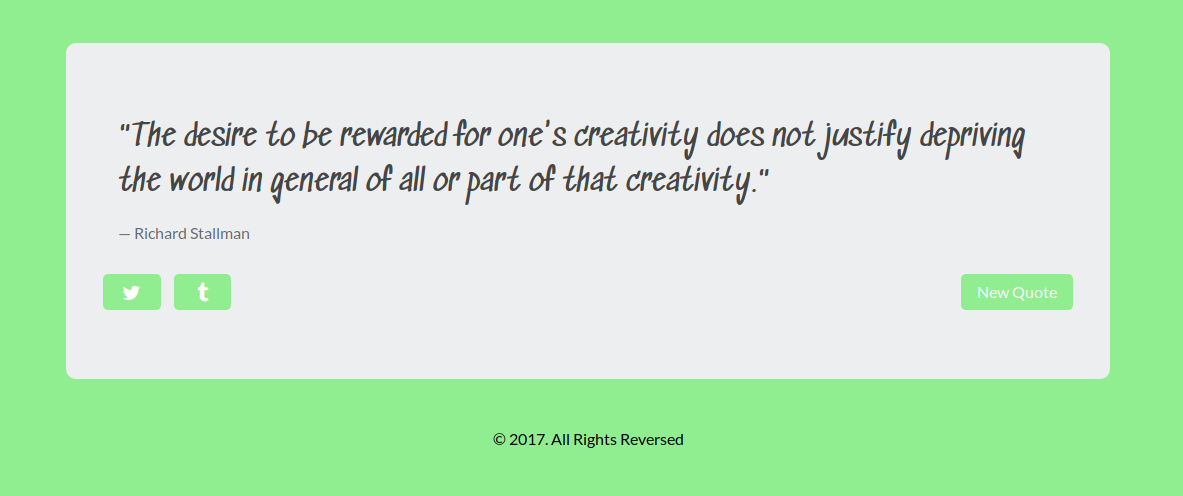 "The desire to be rewarded for one's creativity does not justify depriving
the world in general of all or part of that creativity."
— Richard Stallman
New Quote
© 2017. All Rights Reversed